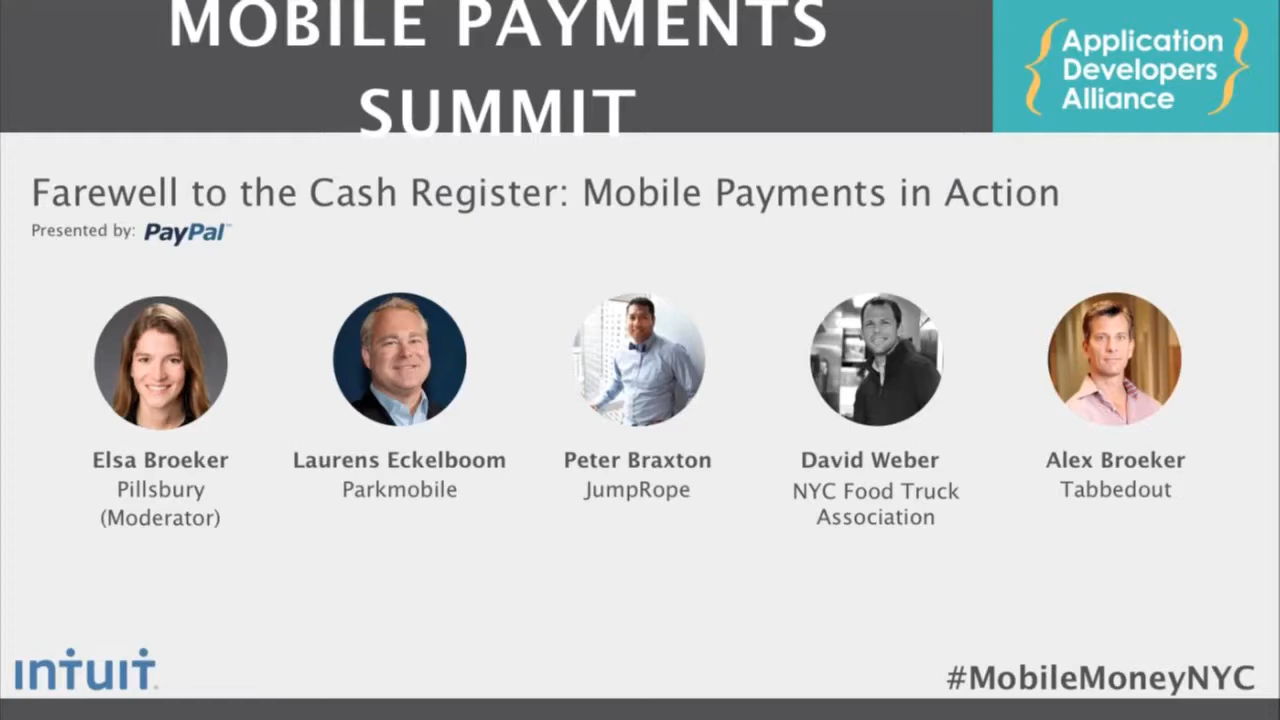 MOBILE PAYMENTS
SUMMIT
Application
Developers
Alliance
Farewell to the Cash Register: Mobile Payments in Action
Presented by: PayPal™
Elsa Broeker
Pillsbury
(Moderator)
Laurens Eckelboom
Parkmobile
Peter Braxton
JumpRope
David Weber
NYC Food Truck
Association
Alex Broeker
Tabbedout
intuit.
#MobileMoneyNYC